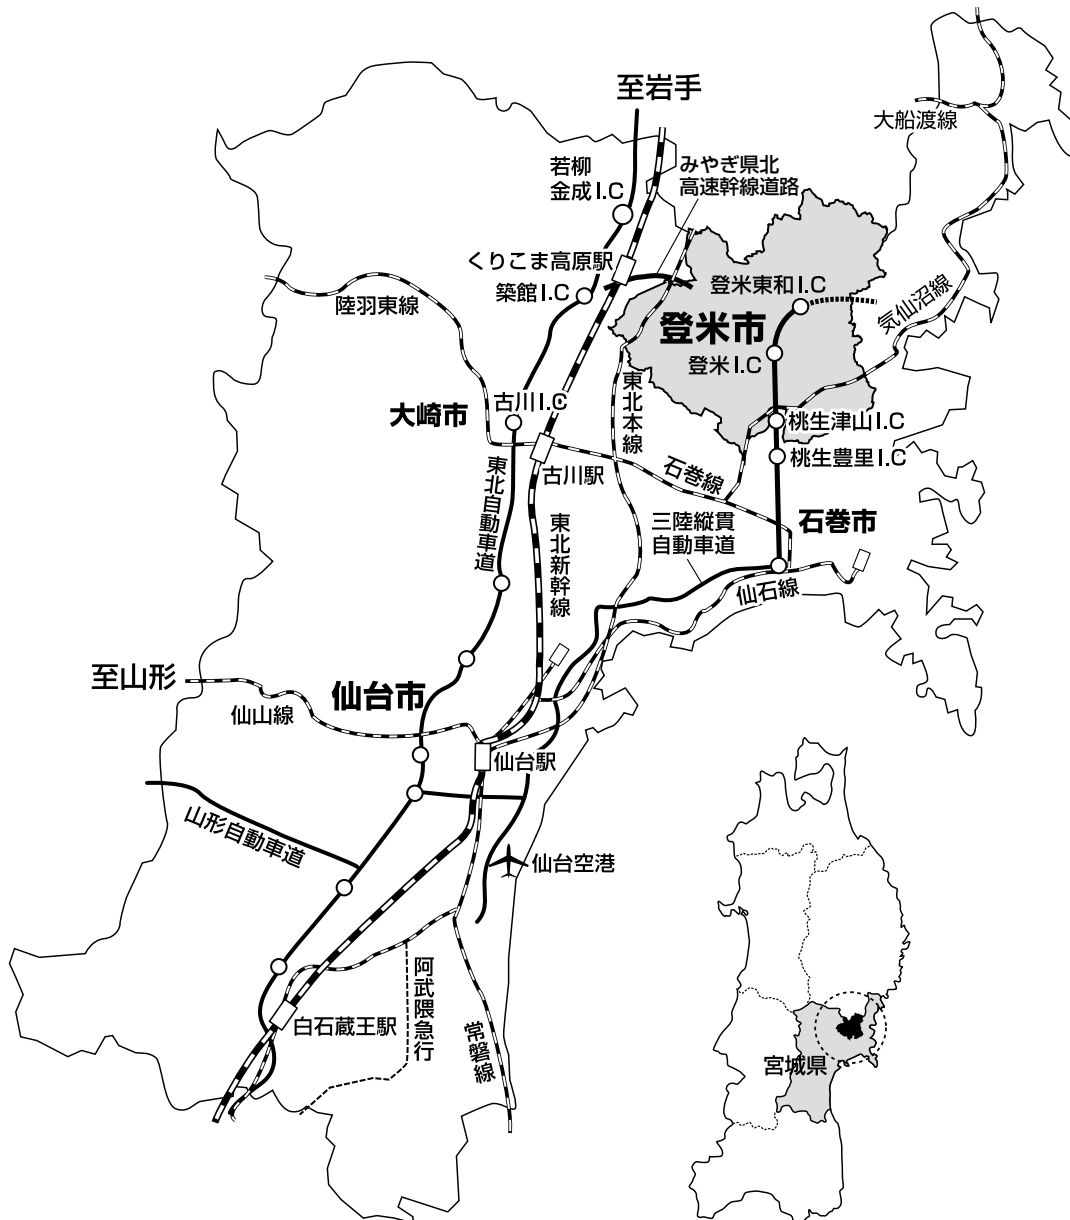 至岩手
大船渡線
若柳
金成I.C
みやぎ県北
高速幹線道路
くりこま高原駅
築館I.C
登米東和I.C
陸羽東線
気仙沼線
登米市
登米I.C
東北本線
大崎市
古川I.C
桃生津山I.C
桃生豊里I.C
古川駅
石巻線
東北自動車道
東北新幹線
三陸縦貫
自動車道
石巻市
仙石線
至山形
仙台市
仙山線
仙台駅
山形自動車道
仙台空港
阿武隈急行
白石蔵王駅
常磐線
宮城県